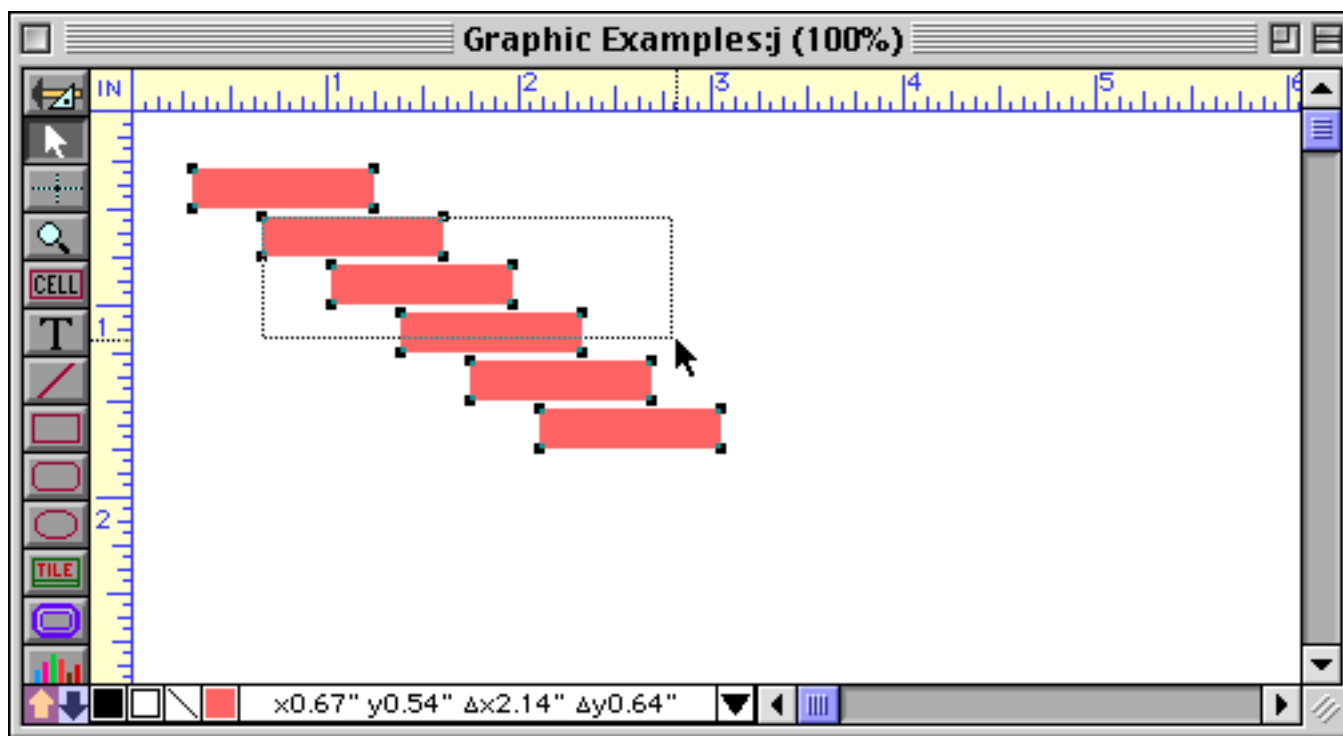 Graphic Examples:j (100%)
IN 1 2 3 4 5 6
CELL
T
1
2
TILE
x0.67" y0.54" Δx2.14" Δy0.64"